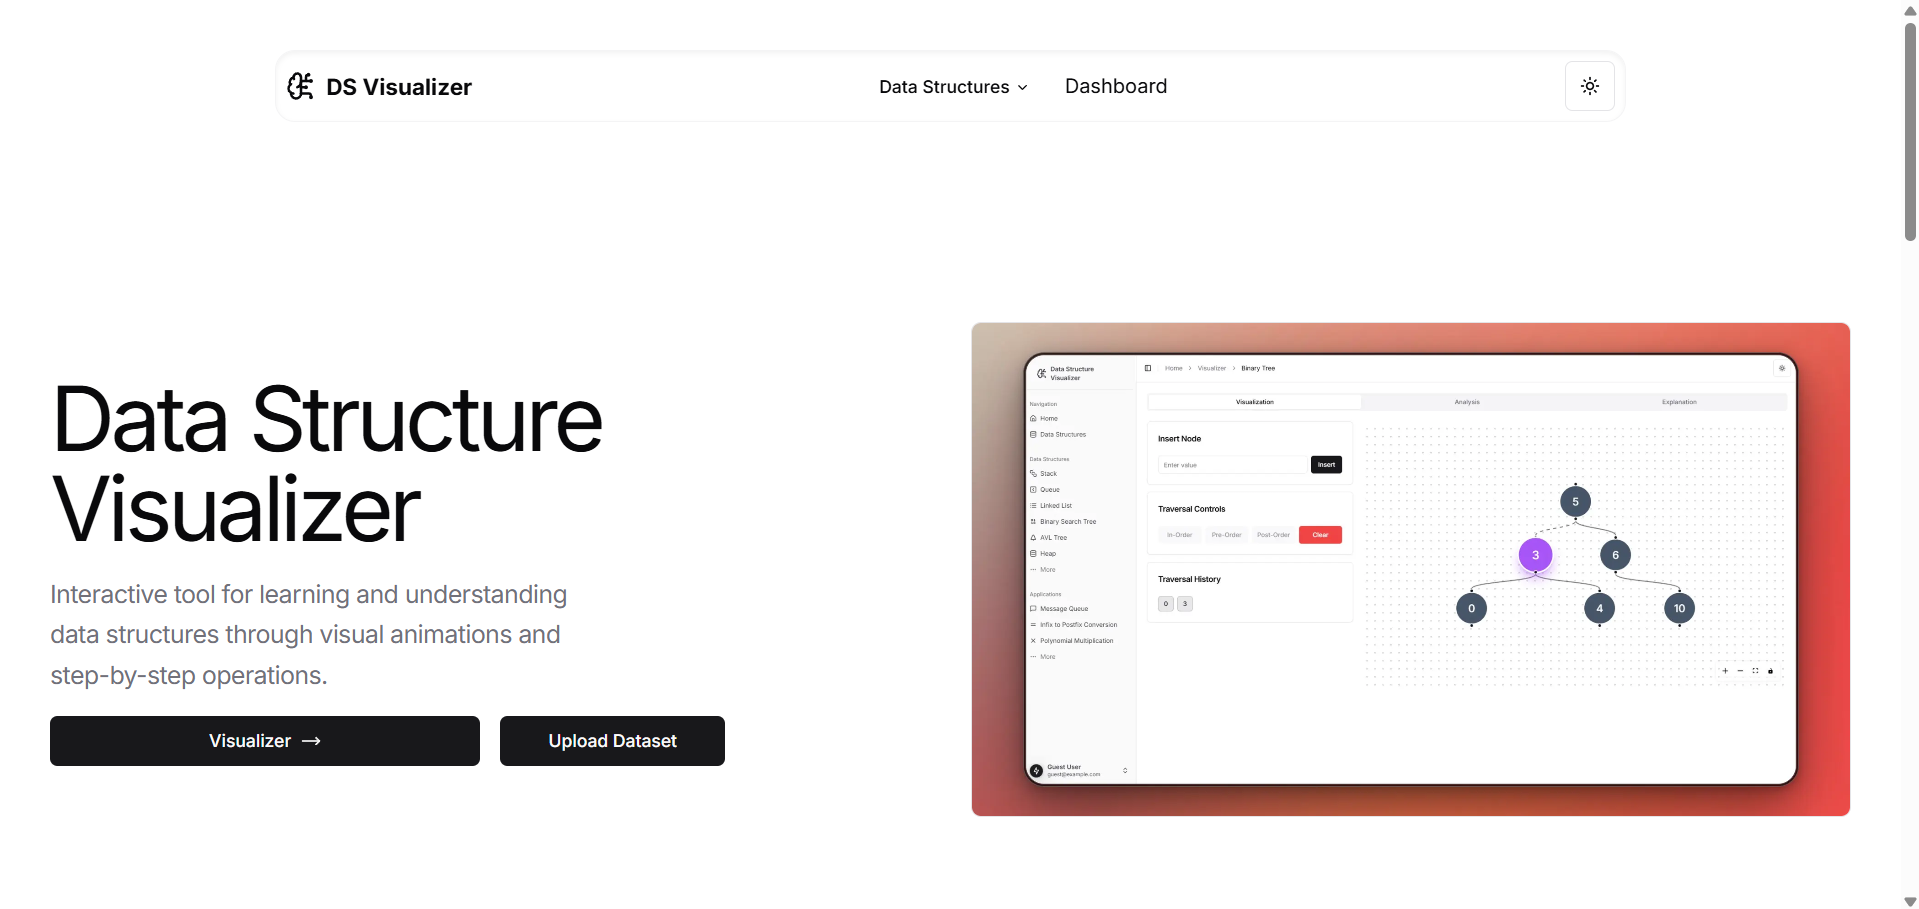 DS Visualizer
Data Structures
Dashboard
Data Structure
Visualizer
Interactive tool for learning and understanding
data structures through visual animations and
step-by-step operations.
Visualizer →
Upload Dataset
Data Structure
Visualizer
Navigation
Home
Data Structures
Data Structures
Stack
Queue
Linked List
Binary Search Tree
AVL Tree
Heap
More
Applications
Message Queue
Infix to Postfix Conversion
Polynomial Multiplication
More
Guest User
guest@example.com
Home > Visualizer > Binary Tree
Visualization
Analysis
Explanation
Insert Node
Enter value
Insert
Traversal Controls
In-Order
Pre-Order
Post-Order
Clear
Traversal History
0 3
5
3 6
0 4 10